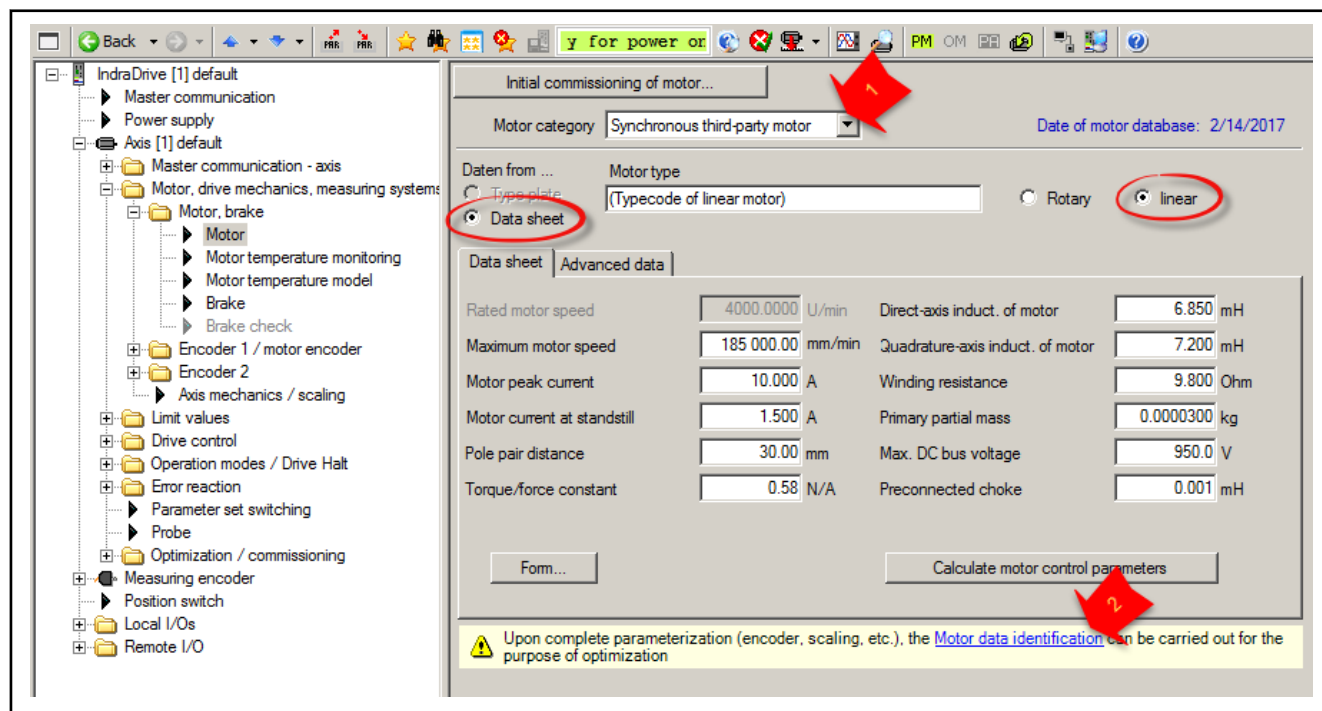 Back
PAR PAR
y for power on
PM OM
IndraDrive [1] default
Master communication
Power supply
Axis [1] default
Master communication - axis
Motor, drive mechanics, measuring systems
Motor, brake
Motor
Motor temperature monitoring
Motor temperature model
Brake
Brake check
Encoder 1 / motor encoder
Encoder 2
Axis mechanics / scaling
Limit values
Drive control
Operation modes / Drive Halt
Error reaction
Parameter set switching
Probe
Optimization / commissioning
Measuring encoder
Position switch
Local I/Os
Remote I/O
Initial commissioning of motor...
1
Motor category Synchronous third-party motor Date of motor database: 2/14/2017
Daten from ... Motor type
Type plate (Typecode of linear motor) Rotary linear
Data sheet
Data sheet Advanced data
Rated motor speed 4000.0000 U/min Direct-axis induct. of motor 6.850 mH
Maximum motor speed 185 000.00 mm/min Quadrature-axis induct. of motor 7.200 mH
Motor peak current 10.000 A Winding resistance 9.800 Ohm
Motor current at standstill 1.500 A Primary partial mass 0.0000300 kg
Pole pair distance 30.00 mm Max. DC bus voltage 950.0 V
Torque/force constant 0.58 N/A Preconnected choke 0.001 mH
Form... Calculate motor control parameters
2
Upon complete parameterization (encoder, scaling, etc.), the Motor data identification can be carried out for the
purpose of optimization